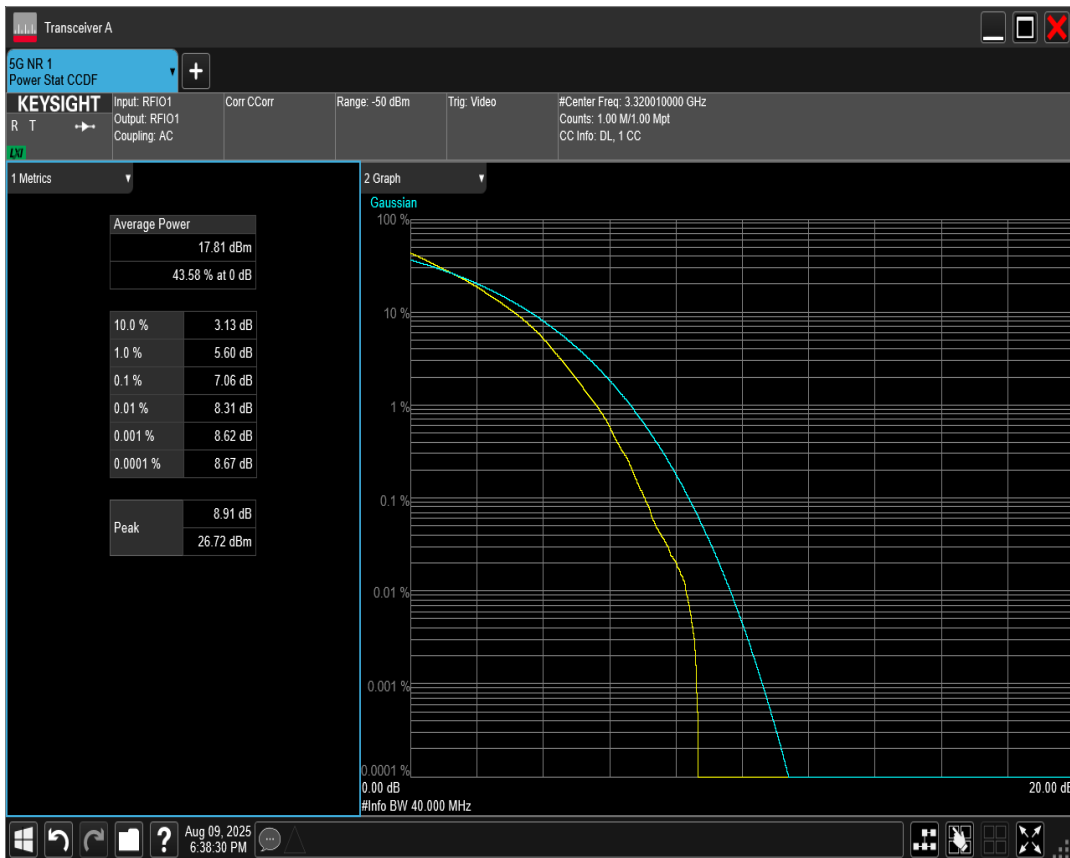 Transceiver A
5G NR 1
Power Stat CCDF
KEYSIGHT
R T
LXI
Input: RFIO1
Output: RFIO1
Coupling: AC
Corr CCorr
Range: -50 dBm
Trig: Video
#Center Freq: 3.320010000 GHz
Counts: 1.00 M/1.00 Mpt
CC Info: DL, 1 CC
1 Metrics
Average Power
17.81 dBm
43.58 % at 0 dB
10.0 % 3.13 dB
1.0 % 5.60 dB
0.1 % 7.06 dB
0.01 % 8.31 dB
0.001 % 8.62 dB
0.0001 % 8.67 dB
Peak
8.91 dB
26.72 dBm
2 Graph
Gaussian
100 %
10 %
1 %
0.1 %
0.01 %
0.001 %
0.0001 %
0.00 dB
20.00 dB
#Info BW 40.000 MHz
?
Aug 09, 2025
6:38:30 PM